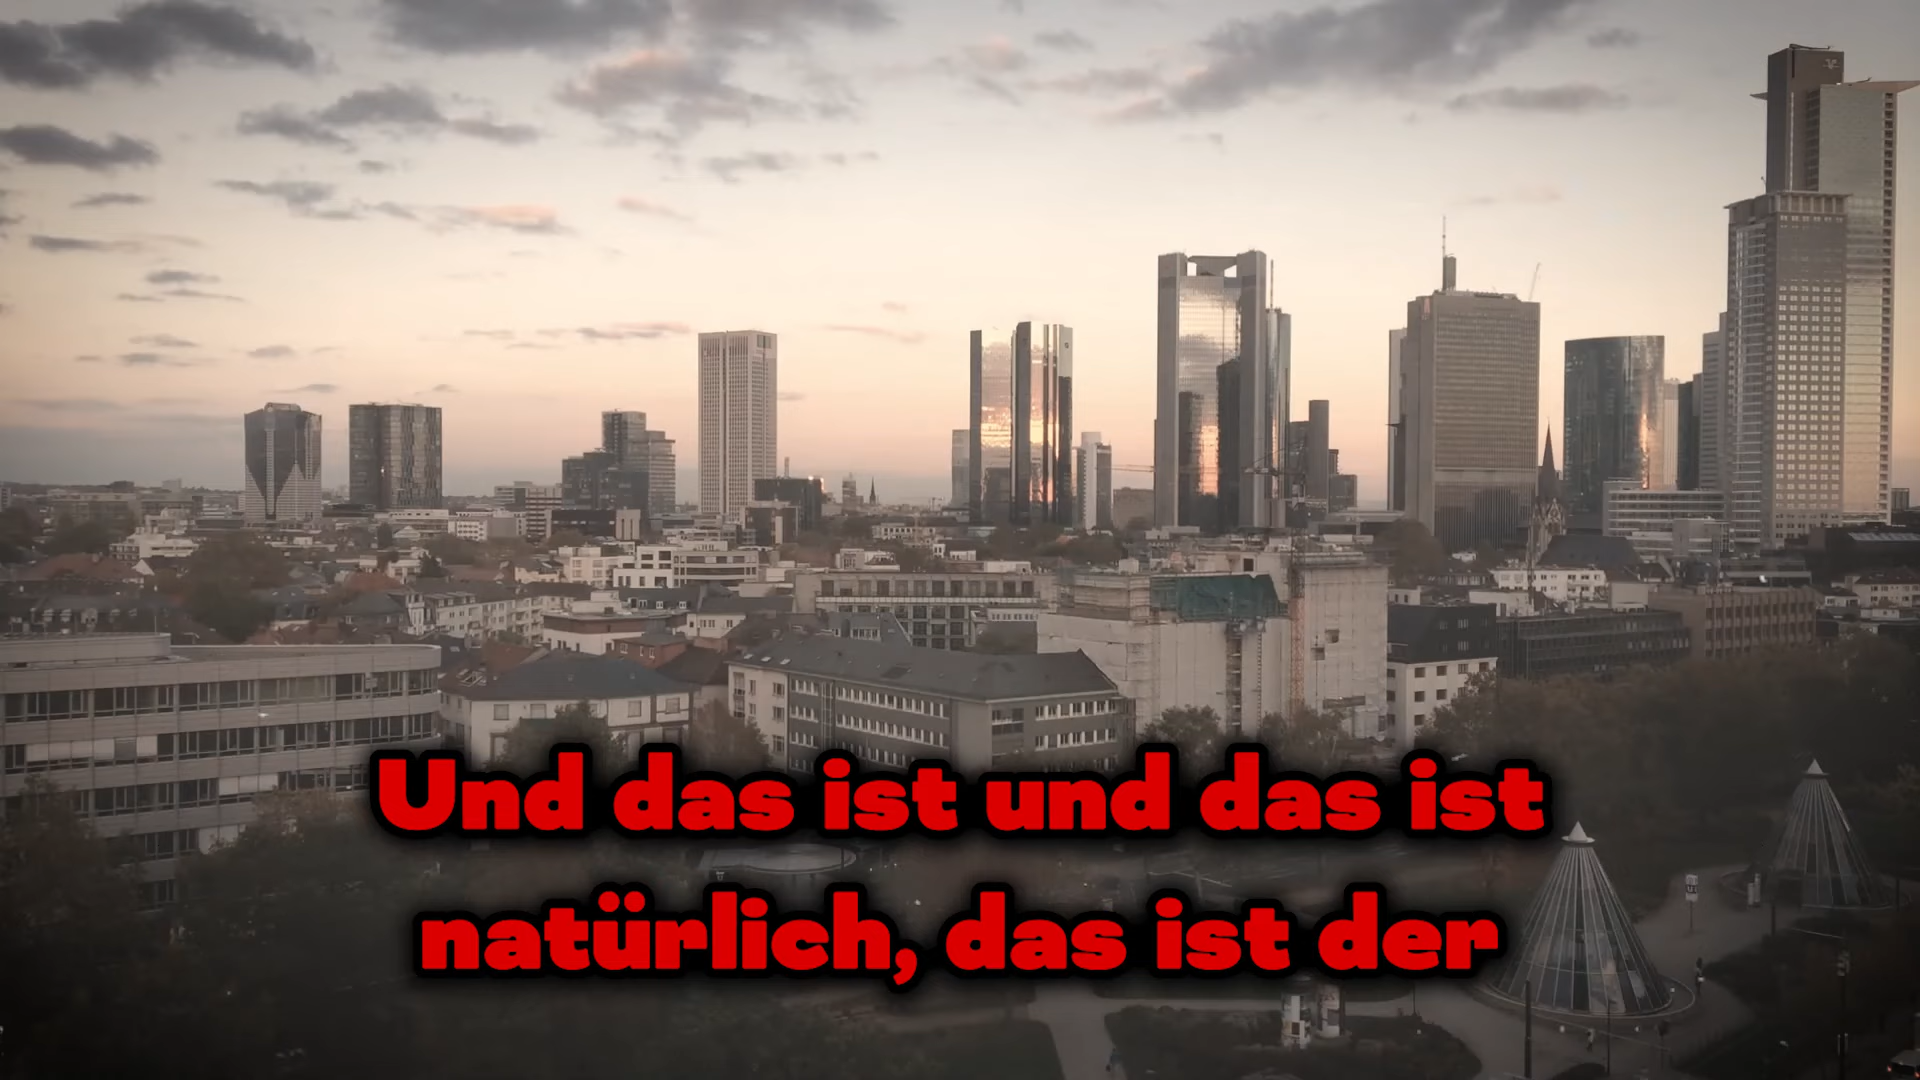 Und das ist und das ist
natürlich, das ist der